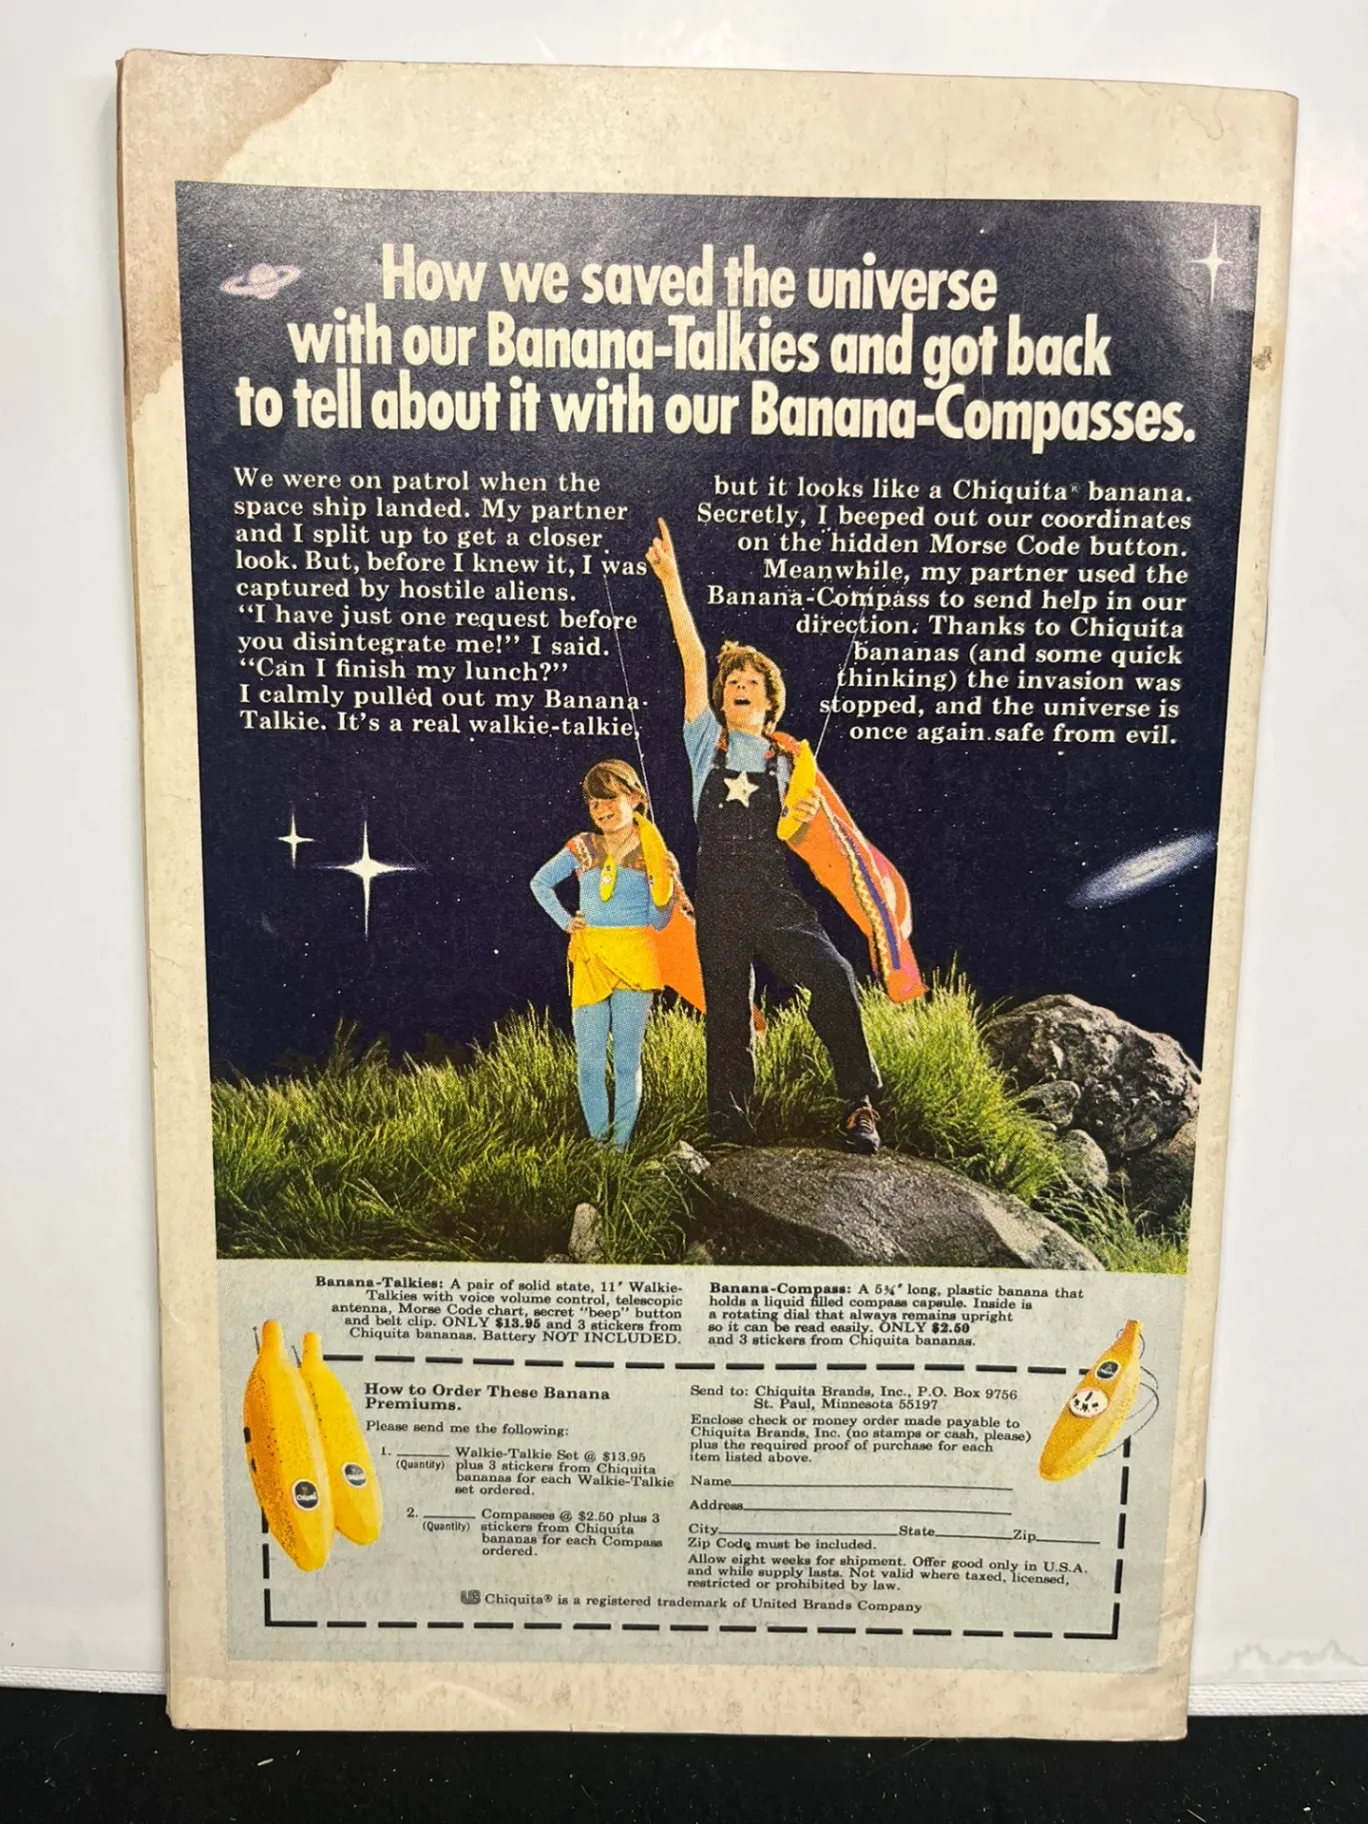 How we saved the universe
with our Banana-Talkies and got back
to tell about it with our Banana-Compasses.
We were on patrol when the
space ship landed. My partner
and I split up to get a closer
look. But, before I knew it, I was
captured by hostile aliens.
"I have just one request before
you disintegrate me!" I said.
"Can I finish my lunch?"
I calmly pulled out my Banana-
Talkie. It's a real walkie-talkie,
but it looks like a Chiquita® banana.
Secretly, I beeped out our coordinates
on the hidden Morse Code button.
Meanwhile, my partner used the
Banana-Compass to send help in our
direction. Thanks to Chiquita
bananas (and some quick
thinking) the invasion was
stopped, and the universe is
once again safe from evil.
Banana-Talkies: A pair of solid state, 11" Walkie-
Talkies with voice volume control, telescopic
antenna, Morse Code chart, secret "beep" button
and belt clip. ONLY $13.95 and 3 stickers from
Chiquita bananas. Battery NOT INCLUDED.
Banana-Compass: A 5¾" long, plastic banana that
holds a liquid filled compass capsule. Inside is
a rotating dial that always remains upright
so it can be read easily. ONLY $2.50
and 3 stickers from Chiquita bananas.
How to Order These Banana
Premiums.
Please send me the following:
1. ______ Walkie-Talkie Set @ $13.95
(Quantity) plus 3 stickers from Chiquita
bananas for each Walkie-Talkie
set ordered.
2. ______ Compasses @ $2.50 plus 3
(Quantity) stickers from Chiquita
bananas for each Compass
ordered.
Send to: Chiquita Brands, Inc., P.O. Box 9756
St. Paul, Minnesota 55197
Enclose check or money order made payable to
Chiquita Brands, Inc. (no stamps or cash, please)
plus the required proof of purchase for each
item listed above.
Name
Address
City State Zip
Zip Code must be included.
Allow eight weeks for shipment. Offer good only in U.S.A.
and while supply lasts. Not valid where taxed, licensed,
restricted or prohibited by law.
Chiquita® is a registered trademark of United Brands Company